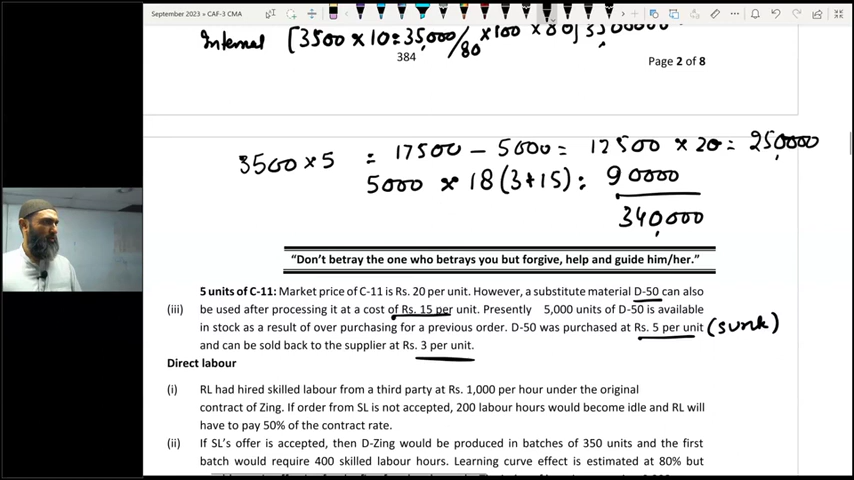 September 2023 » CAF-3 CMA
Internal [3500 × 10 = 35,000/80 × 100 × 80]
384
Page 2 of 8
3500 × 5 = 17500 - 5000 = 12500 × 20 = 250,000
5000 × 18 (3+15) = 90000
340,000
"Don't betray the one who betrays you but forgive, help and guide him/her."
5 units of C-11: Market price of C-11 is Rs. 20 per unit. However, a substitute material D-50 can also
(iii) be used after processing it at a cost of Rs. 15 per unit. Presently 5,000 units of D-50 is available
in stock as a result of over purchasing for a previous order. D-50 was purchased at Rs. 5 per unit (sunk)
and can be sold back to the supplier at Rs. 3 per unit.
Direct labour
(i) RL had hired skilled labour from a third party at Rs. 1,000 per hour under the original
contract of Zing. If order from SL is not accepted, 200 labour hours would become idle and RL will
have to pay 50% of the contract rate.
(ii) If SL's offer is accepted, then D-Zing would be produced in batches of 350 units and the first
batch would require 400 skilled labour hours. Learning curve effect is estimated at 80% but